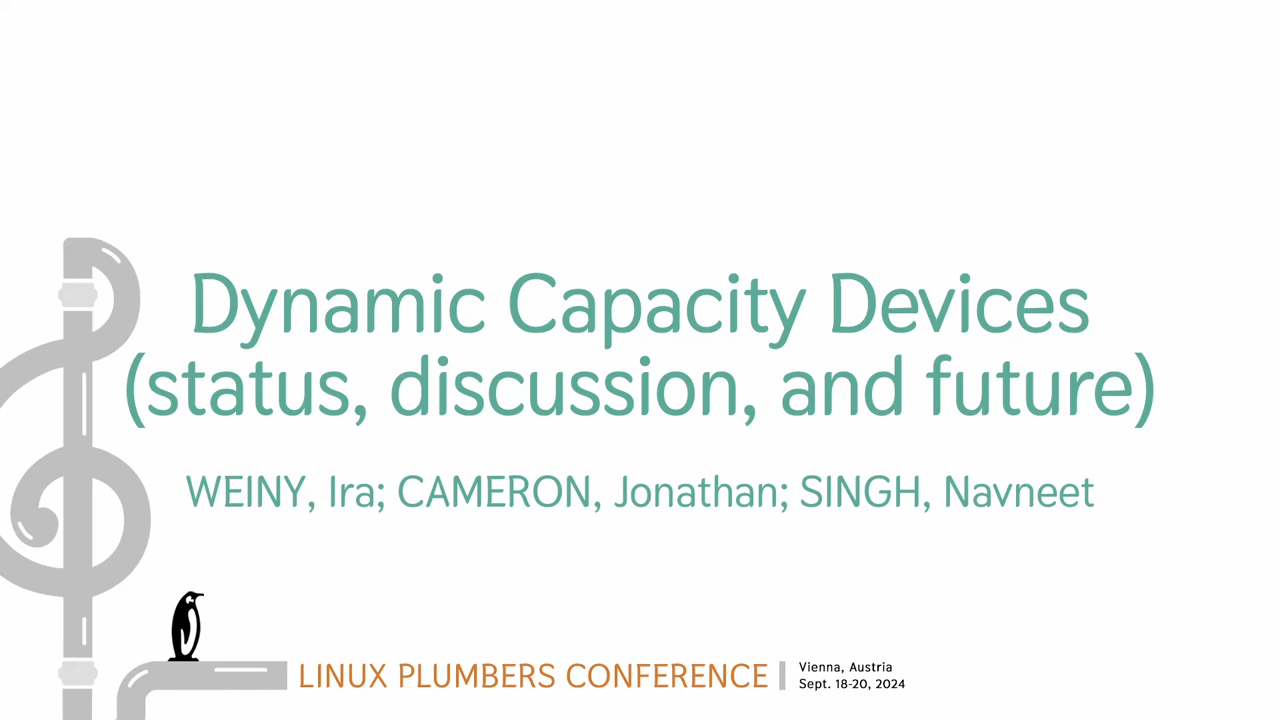 Dynamic Capacity Devices
(status, discussion, and future)
WEINY, Ira; CAMERON, Jonathan; SINGH, Navneet
LINUX PLUMBERS CONFERENCE
Vienna, Austria
Sept. 18-20, 2024